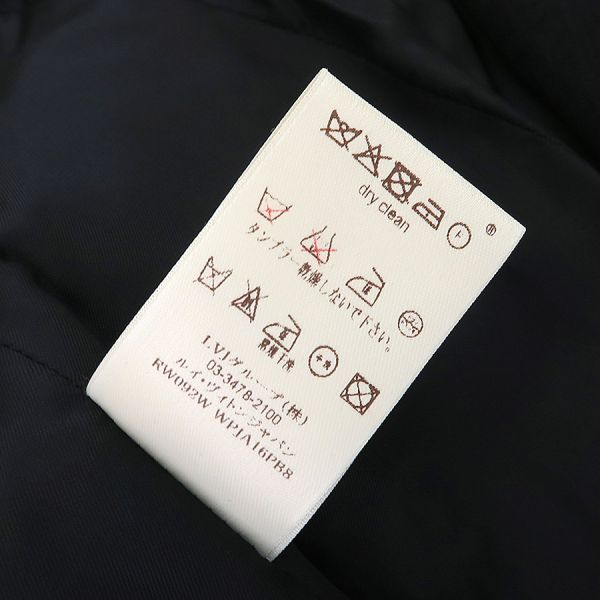 dry clean
タンブラー乾燥しないで下さい。
LVJグループ(株)
03-3478-2100
ルイ・ヴィトン ジャパン
RW092W WPJA16PB8